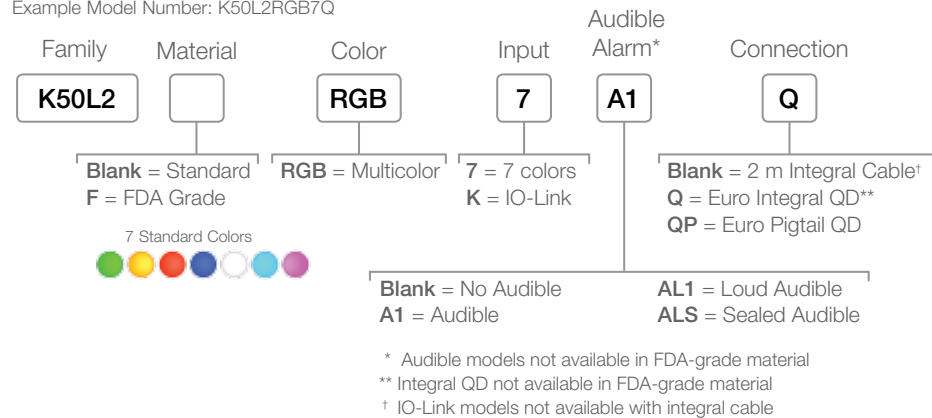 Example Model Number: K50L2RGB7Q
Family Material Color Input Audible Alarm* Connection
K50L2 RGB 7 A1 Q
Blank = Standard
F = FDA Grade
RGB = Multicolor
7 = 7 colors
K = IO-Link
Blank = 2 m Integral Cable†
Q = Euro Integral QD**
QP = Euro Pigtail QD
7 Standard Colors
Blank = No Audible
A1 = Audible
AL1 = Loud Audible
ALS = Sealed Audible
* Audible models not available in FDA-grade material
** Integral QD not available in FDA-grade material
† IO-Link models not available with integral cable